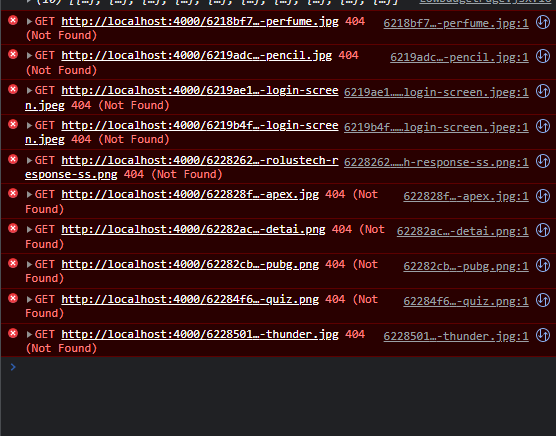 GET http://localhost:4000/6218bf7…-perfume.jpg 404 (Not Found) 6218bf7…-perfume.jpg:1
GET http://localhost:4000/6219adc…-pencil.jpg 404 (Not Found) 6219adc…-pencil.jpg:1
GET http://localhost:4000/6219ae1…-login-screen.jpeg 404 (Not Found) 6219ae1…login-screen.jpeg:1
GET http://localhost:4000/6219b4f…-login-screen.jpeg 404 (Not Found) 6219b4f…login-screen.jpeg:1
GET http://localhost:4000/6228262…-rolustech-response-ss.png 404 (Not Found) 6228262…h-response-ss.png:1
GET http://localhost:4000/622828f…-apex.jpg 404 (Not Found) 622828f…-apex.jpg:1
GET http://localhost:4000/62282ac…-detai.png 404 (Not Found) 62282ac…-detai.png:1
GET http://localhost:4000/62282cb…-pubg.png 404 (Not Found) 62282cb…-pubg.png:1
GET http://localhost:4000/62284f6…-quiz.png 404 (Not Found) 62284f6…-quiz.png:1
GET http://localhost:4000/6228501…-thunder.jpg 404 (Not Found) 6228501…-thunder.jpg:1